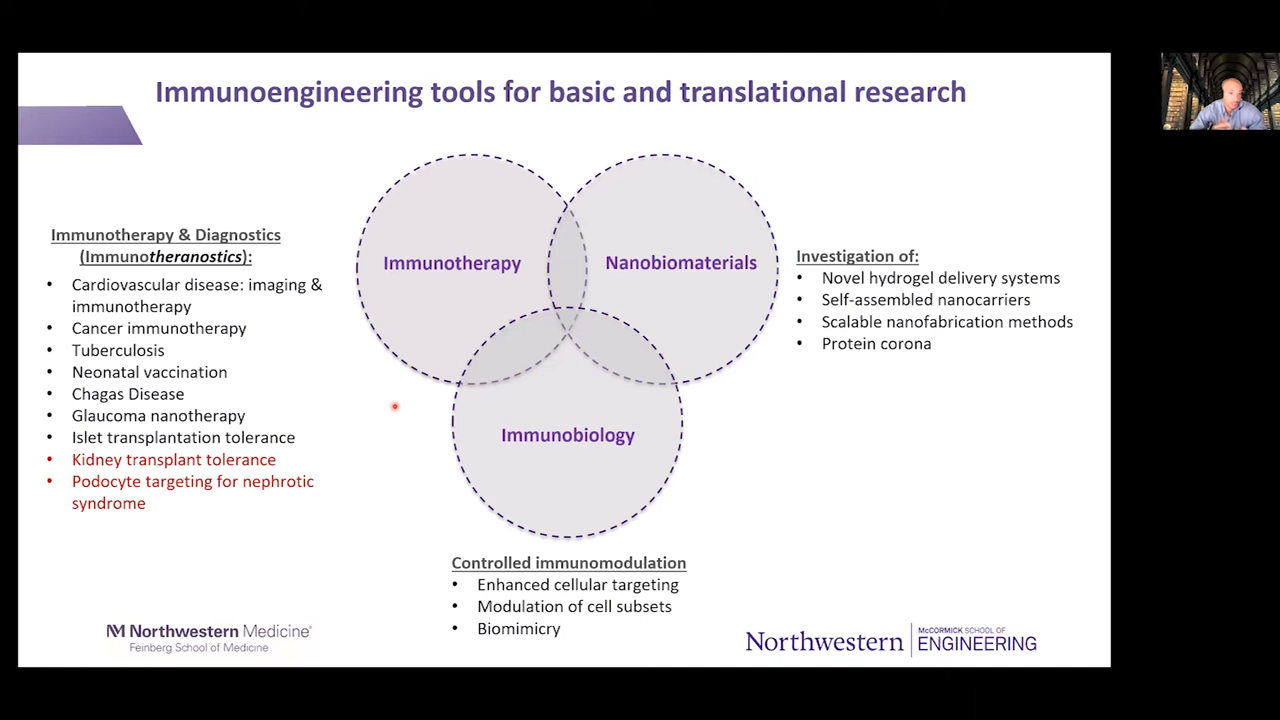 Immunoengineering tools for basic and translational research
Immunotherapy & Diagnostics
(Immunotheranostics):
• Cardiovascular disease: imaging &
immunotherapy
• Cancer immunotherapy
• Tuberculosis
• Neonatal vaccination
• Chagas Disease
• Glaucoma nanotherapy
• Islet transplantation tolerance
• Kidney transplant tolerance
• Podocyte targeting for nephrotic
syndrome
Immunotherapy
Nanobiomaterials
Immunobiology
Investigation of:
• Novel hydrogel delivery systems
• Self-assembled nanocarriers
• Scalable nanofabrication methods
• Protein corona
Controlled immunomodulation
• Enhanced cellular targeting
• Modulation of cell subsets
• Biomimicry
Northwestern Medicine®
Feinberg School of Medicine
Northwestern
McCORMICK SCHOOL OF
ENGINEERING